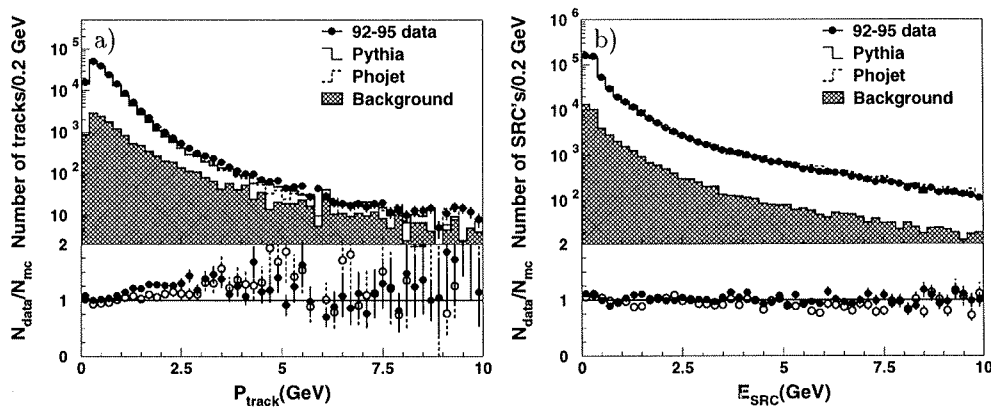 a)
92-95 data
Pythia
Phojet
Background
Number of tracks/0.2 GeV
10^5
10^4
10^3
10^2
10
2
1
0
N_data/N_mc
0 2.5 5 7.5 10
P_track(GeV)
b)
92-95 data
Pythia
Phojet
Background
Number of SRC's/0.2 GeV
10^6
10^5
10^4
10^3
10^2
2
1
0
N_data/N_mc
0 2.5 5 7.5 10
E_SRC(GeV)